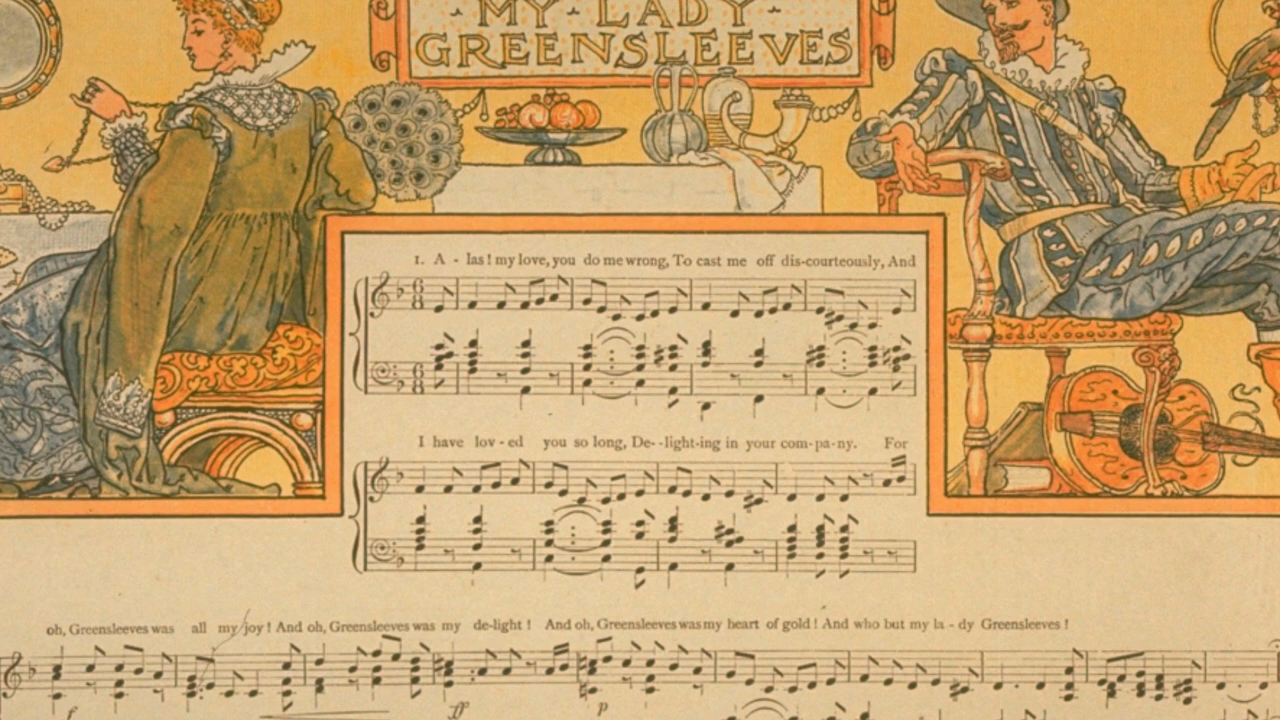 MY LADY
GREENSLEEVES
1. A - las! my love, you do me wrong, To cast me off dis-courteously, And
I have lov - ed you so long, De- -light-ing in your com-pa-ny. For
oh, Greensleeves was all my joy! And oh, Greensleeves was my de-light! And oh, Greensleeves was my heart of gold! And who but my la - dy Greensleeves!
f ff p